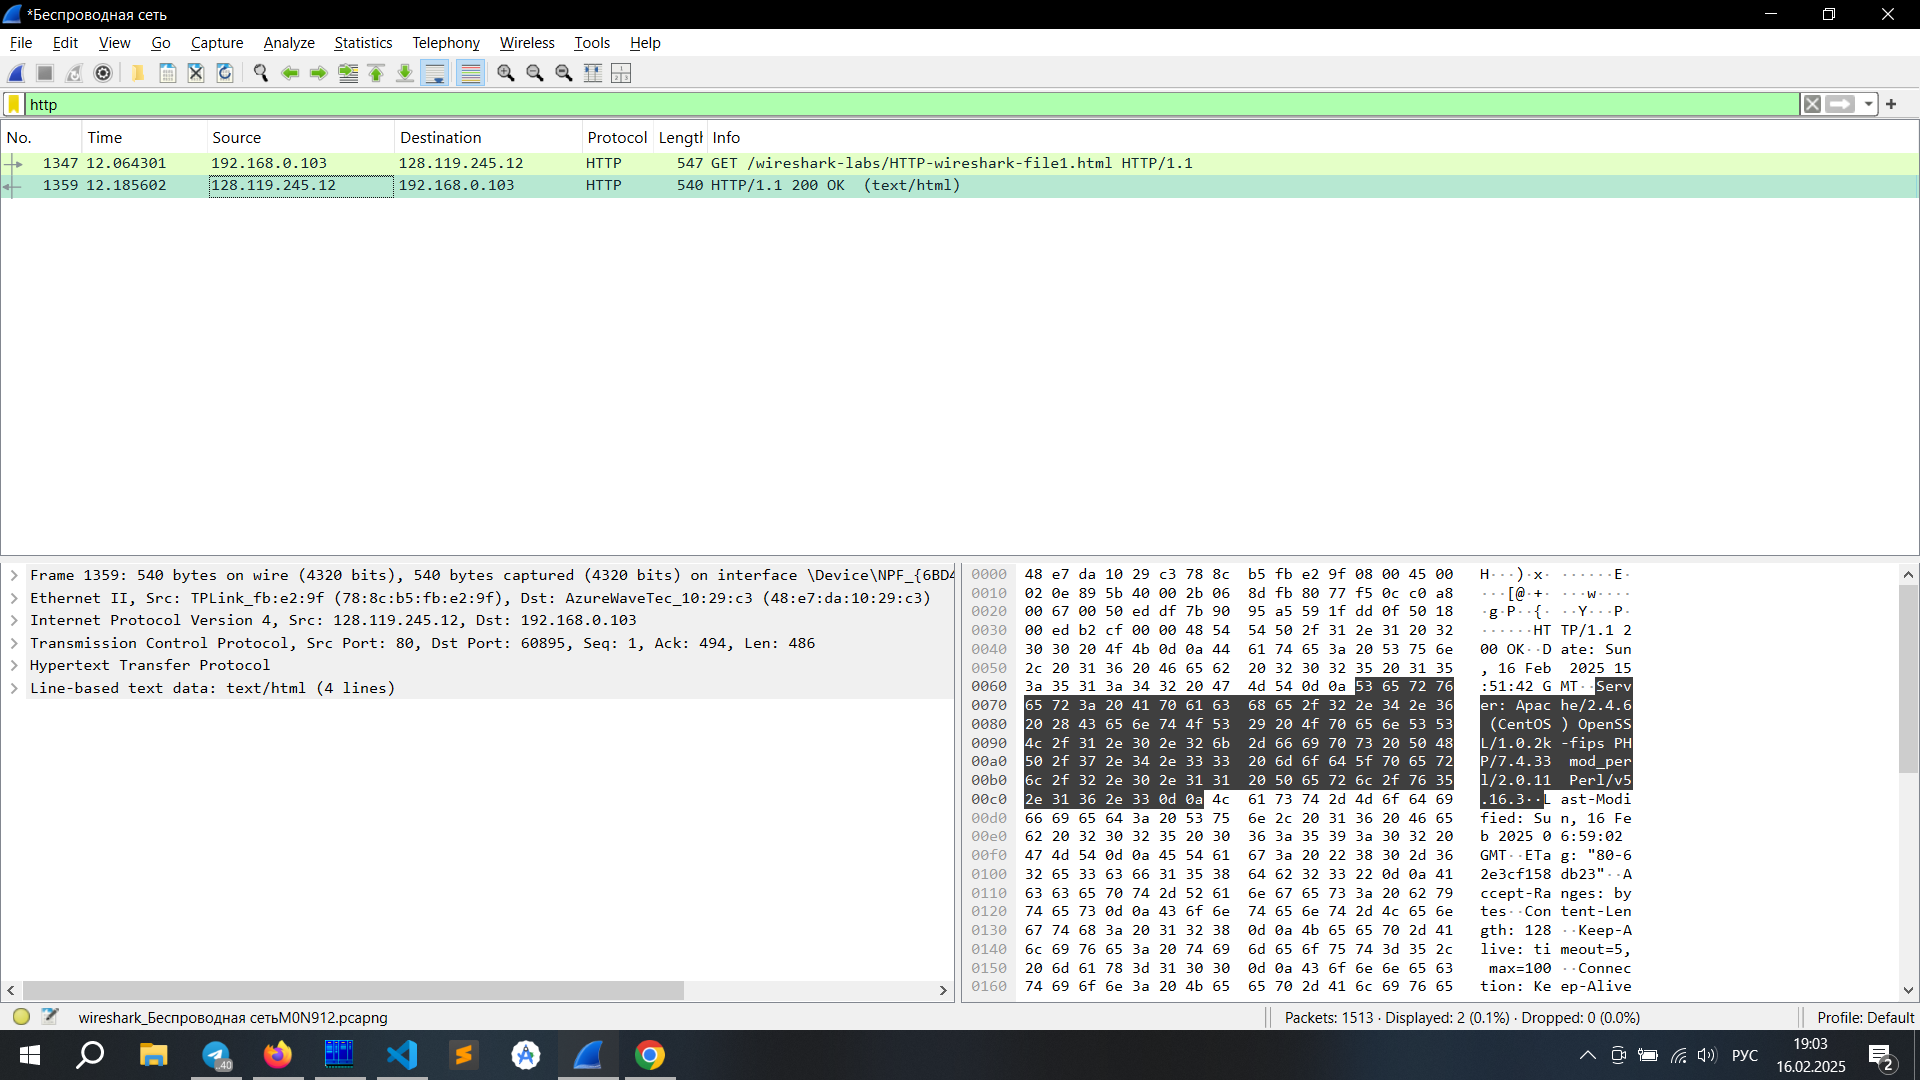 *Беспроводная сеть
File Edit View Go Capture Analyze Statistics Telephony Wireless Tools Help
http
No. Time Source Destination Protocol Length Info
1347 12.064301 192.168.0.103 128.119.245.12 HTTP 547 GET /wireshark-labs/HTTP-wireshark-file1.html HTTP/1.1
1359 12.185602 128.119.245.12 192.168.0.103 HTTP 540 HTTP/1.1 200 OK (text/html)
Frame 1359: 540 bytes on wire (4320 bits), 540 bytes captured (4320 bits) on interface \Device\NPF_{6BD4
Ethernet II, Src: TPLink_fb:e2:9f (78:8c:b5:fb:e2:9f), Dst: AzureWaveTec_10:29:c3 (48:e7:da:10:29:c3)
Internet Protocol Version 4, Src: 128.119.245.12, Dst: 192.168.0.103
Transmission Control Protocol, Src Port: 80, Dst Port: 60895, Seq: 1, Ack: 494, Len: 486
Hypertext Transfer Protocol
Line-based text data: text/html (4 lines)
0000 48 e7 da 10 29 c3 78 8c b5 fb e2 9f 08 00 45 00 H···)·x· ······E·
0010 02 0e 89 5b 40 00 2b 06 8d fb 80 77 f5 0c c0 a8 ···[@·+· ···w····
0020 00 67 00 50 ed df 7b 90 95 a5 59 1f dd 0f 50 18 ·g·P··{· ··Y···P·
0030 00 ed b2 cf 00 00 48 54 54 50 2f 31 2e 31 20 32 ······HT TP/1.1 2
0040 30 30 20 4f 4b 0d 0a 44 61 74 65 3a 20 53 75 6e 00 OK··D ate: Sun
0050 2c 20 31 36 20 46 65 62 20 32 30 32 35 20 31 35 , 16 Feb 2025 15
0060 3a 35 31 3a 34 32 20 47 4d 54 0d 0a 53 65 72 76 :51:42 G MT··Serv
0070 65 72 3a 20 41 70 61 63 68 65 2f 32 2e 34 2e 36 er: Apac he/2.4.6
0080 20 28 43 65 6e 74 4f 53 29 20 4f 70 65 6e 53 53 (CentOS ) OpenSS
0090 4c 2f 31 2e 30 2e 32 6b 2d 66 69 70 73 20 50 48 L/1.0.2k -fips PH
00a0 50 2f 37 2e 34 2e 33 33 20 6d 6f 64 5f 70 65 72 P/7.4.33 mod_per
00b0 6c 2f 32 2e 30 2e 31 31 20 50 65 72 6c 2f 76 35 l/2.0.11 Perl/v5
00c0 2e 31 36 2e 33 0d 0a 4c 61 73 74 2d 4d 6f 64 69 .16.3··L ast-Modi
00d0 66 69 65 64 3a 20 53 75 6e 2c 20 31 36 20 46 65 fied: Su n, 16 Fe
00e0 62 20 32 30 32 35 20 30 36 3a 35 39 3a 30 32 20 b 2025 0 6:59:02
00f0 47 4d 54 0d 0a 45 54 61 67 3a 20 22 38 30 2d 36 GMT··ETa g: "80-6
0100 32 65 33 63 66 31 35 38 64 62 32 33 22 0d 0a 41 2e3cf158 db23"··A
0110 63 63 65 70 74 2d 52 61 6e 67 65 73 3a 20 62 79 ccept-Ra nges: by
0120 74 65 73 0d 0a 43 6f 6e 74 65 6e 74 2d 4c 65 6e tes··Con tent-Len
0130 67 74 68 3a 20 31 32 38 0d 0a 4b 65 65 70 2d 41 gth: 128 ··Keep-A
0140 6c 69 76 65 3a 20 74 69 6d 65 6f 75 74 3d 35 2c live: ti meout=5,
0150 20 6d 61 78 3d 31 30 30 0d 0a 43 6f 6e 6e 65 63 max=100 ··Connec
0160 74 69 6f 6e 3a 20 4b 65 65 70 2d 41 6c 69 76 65 tion: Ke ep-Alive
wireshark_Беспроводная сетьM0N912.pcapng Packets: 1513 · Displayed: 2 (0.1%) · Dropped: 0 (0.0%) Profile: Default
40 РУС 19:03
16.02.2025 2